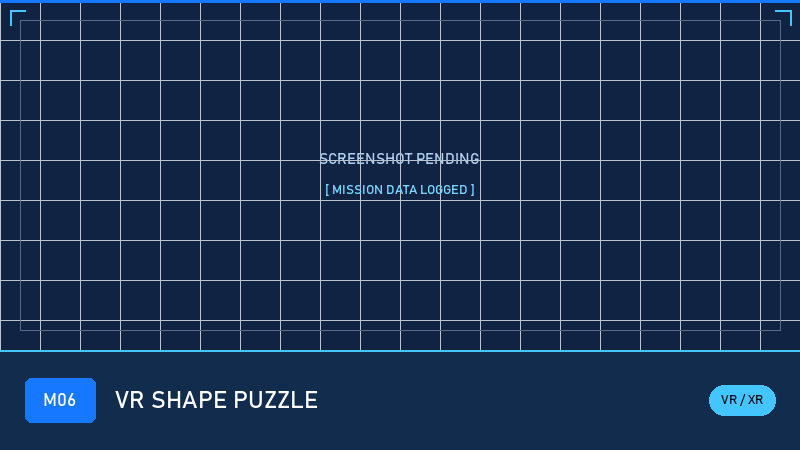 SCREENSHOT PENDING
[ MISSION DATA LOGGED ]
M06
VR SHAPE PUZZLE
VR / XR